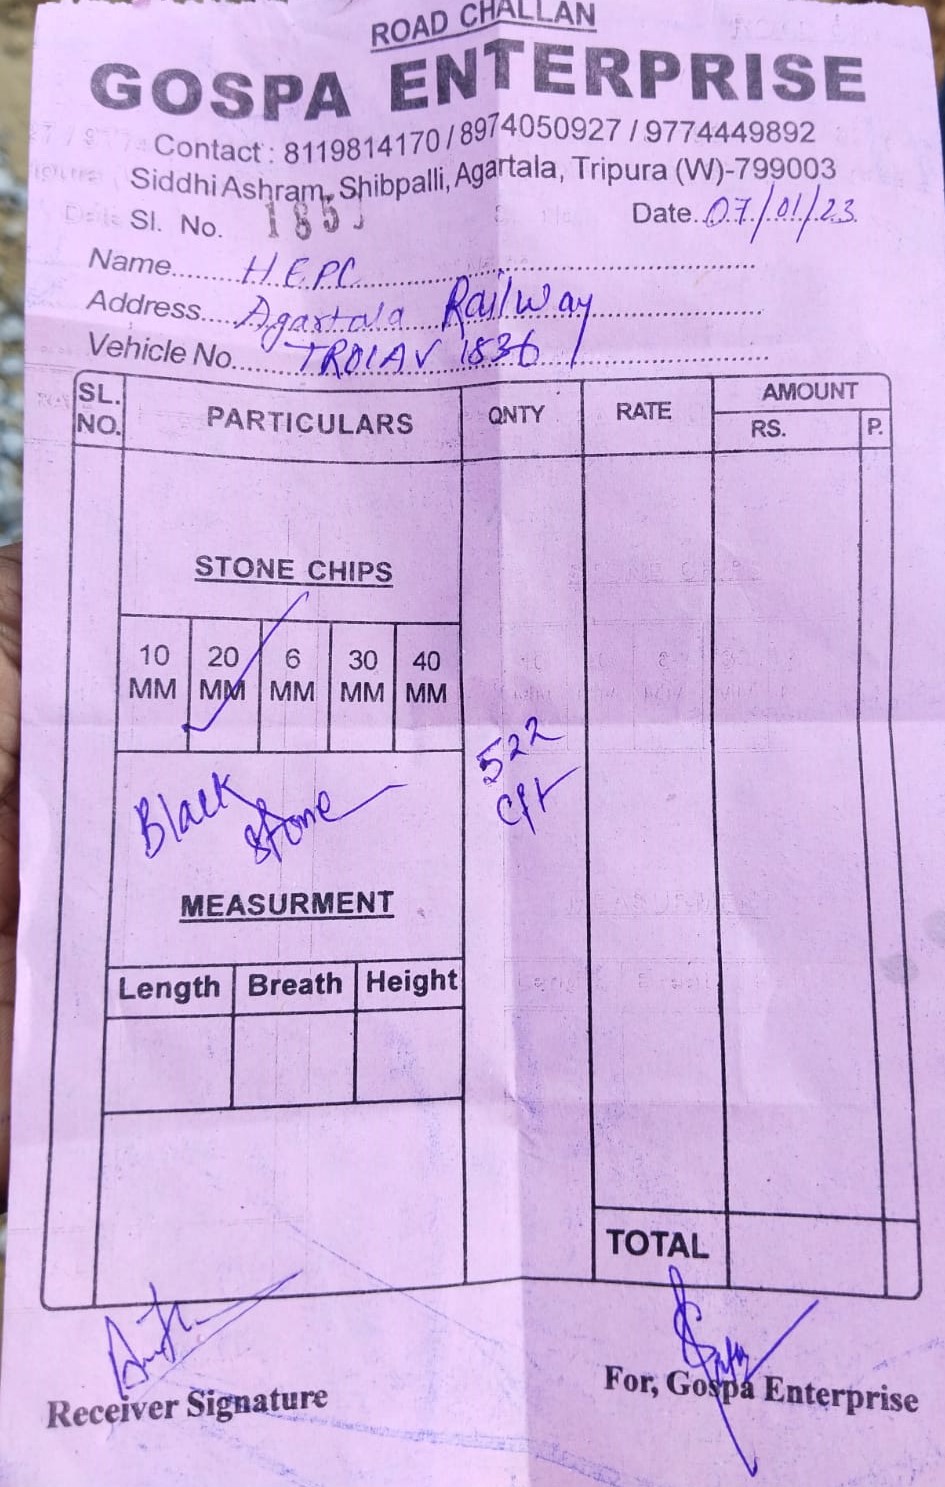 ROAD CHALLAN
GOSPA ENTERPRISE
Contact : 8119814170 / 8974050927 / 9774449892
Siddhi Ashram, Shibpalli, Agartala, Tripura (W)-799003
Sl. No. Date..07/01/23
Name.......H.E.P.C
Address.....Agartala Railway
Vehicle No....TR01AV 1836
SL. NO. PARTICULARS QNTY RATE AMOUNT
RS. P.
STONE CHIPS
10 MM 20 MM 6 MM 30 MM 40 MM
522
Cft
Black Stone
MEASURMENT
Length Breath Height
TOTAL
Receiver Signature For, Gospa Enterprise